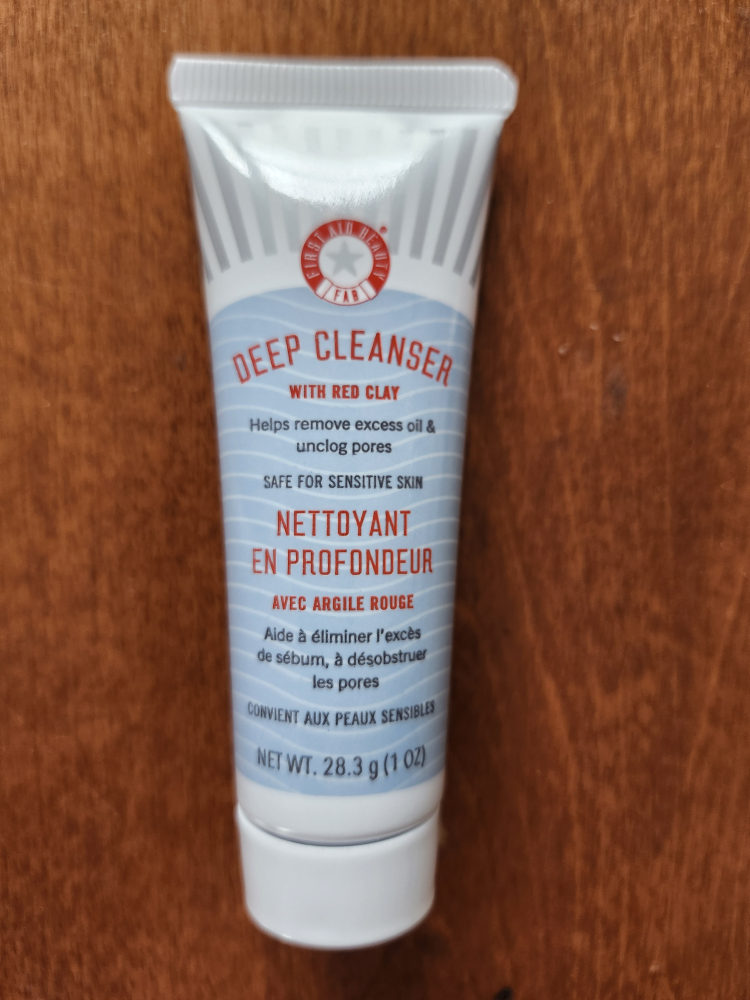 FIRST AID BEAUTY®
FAB
DEEP CLEANSER
WITH RED CLAY
Helps remove excess oil &
unclog pores
SAFE FOR SENSITIVE SKIN
NETTOYANT
EN PROFONDEUR
AVEC ARGILE ROUGE
Aide à éliminer l'excès
de sébum, à désobstruer
les pores
CONVIENT AUX PEAUX SENSIBLES
NET WT. 28.3 g (1 OZ)